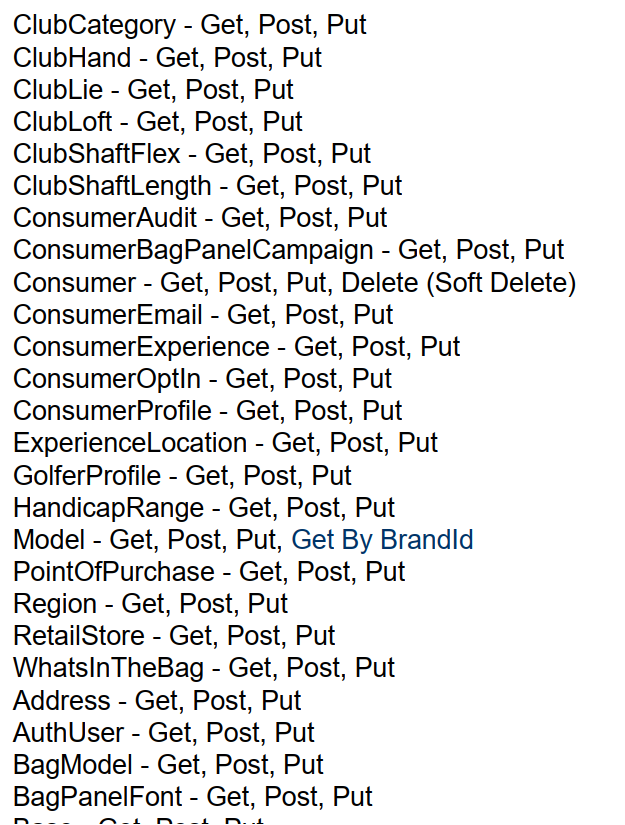 ClubCategory - Get, Post, Put
ClubHand - Get, Post, Put
ClubLie - Get, Post, Put
ClubLoft - Get, Post, Put
ClubShaftFlex - Get, Post, Put
ClubShaftLength - Get, Post, Put
ConsumerAudit - Get, Post, Put
ConsumerBagPanelCampaign - Get, Post, Put
Consumer - Get, Post, Put, Delete (Soft Delete)
ConsumerEmail - Get, Post, Put
ConsumerExperience - Get, Post, Put
ConsumerOptIn - Get, Post, Put
ConsumerProfile - Get, Post, Put
ExperienceLocation - Get, Post, Put
GolferProfile - Get, Post, Put
HandicapRange - Get, Post, Put
Model - Get, Post, Put, Get By BrandId
PointOfPurchase - Get, Post, Put
Region - Get, Post, Put
RetailStore - Get, Post, Put
WhatsInTheBag - Get, Post, Put
Address - Get, Post, Put
AuthUser - Get, Post, Put
BagModel - Get, Post, Put
BagPanelFont - Get, Post, Put